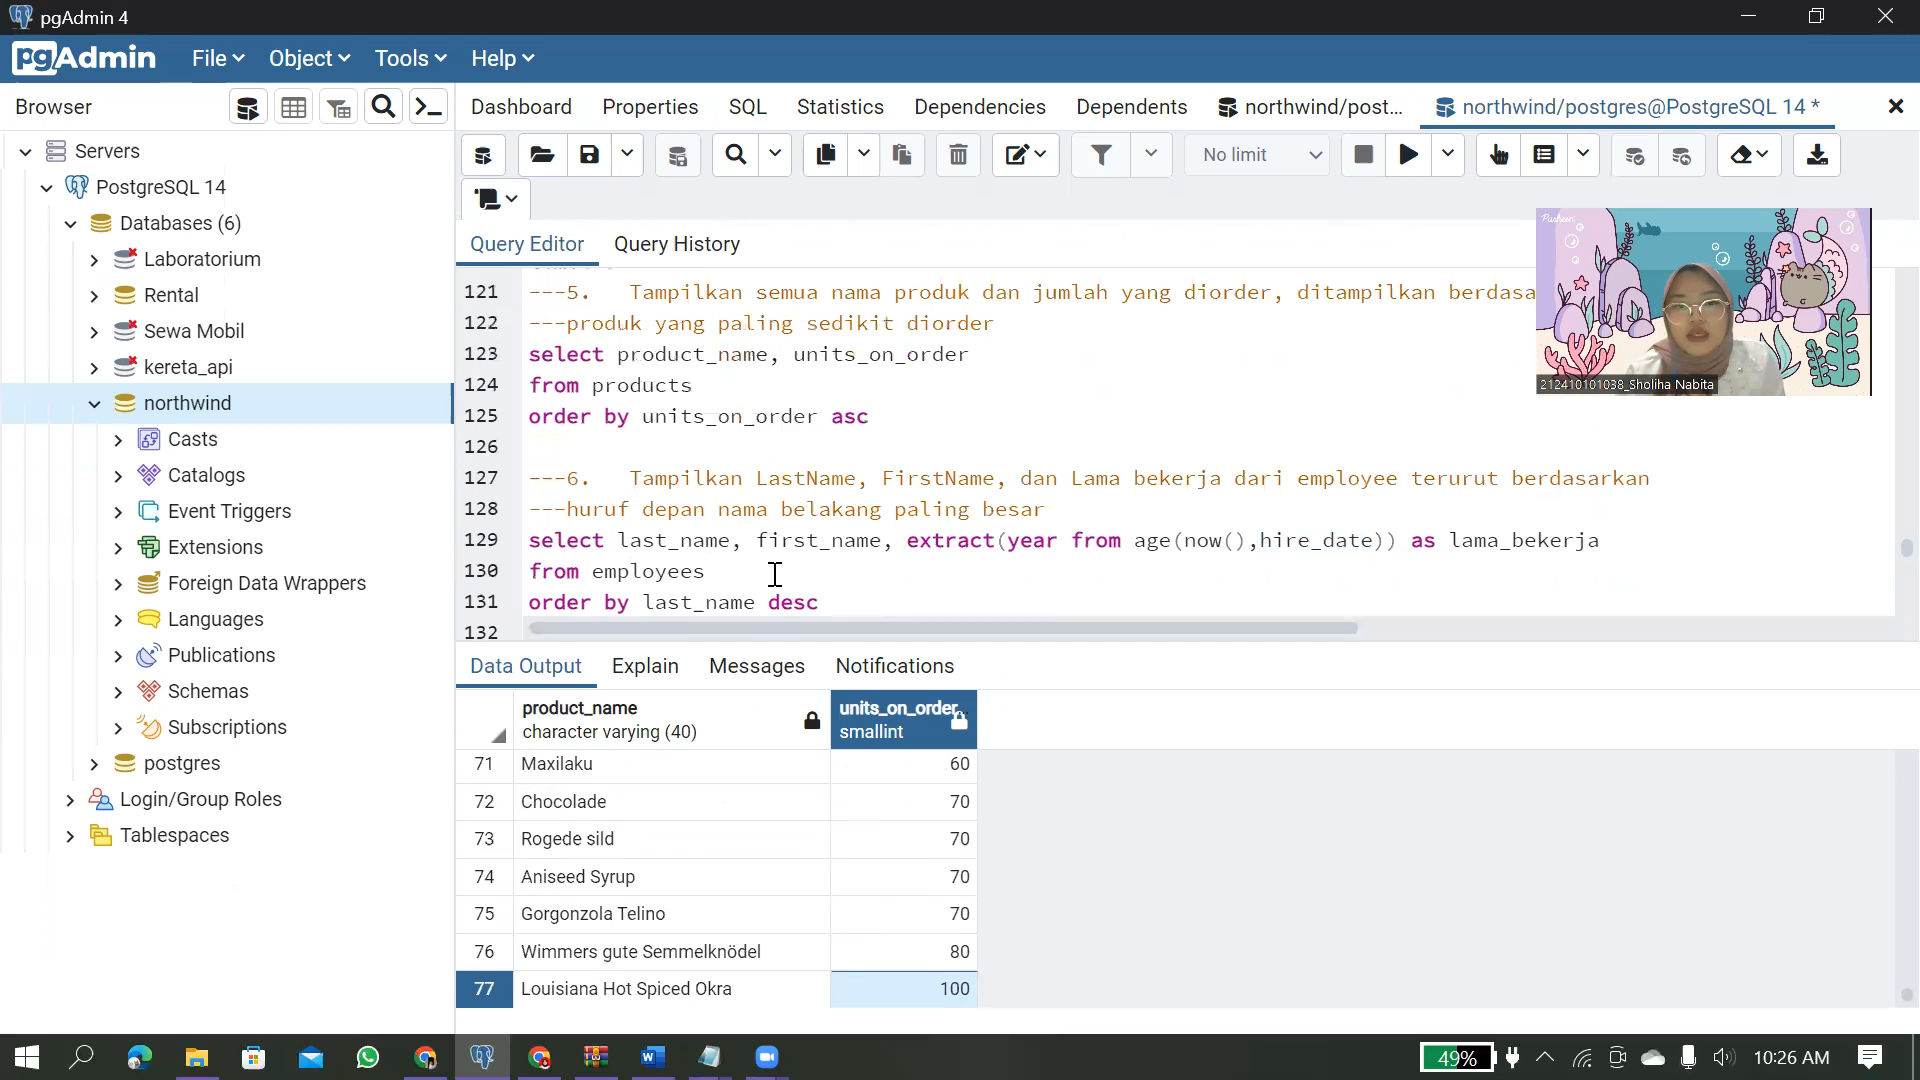 pgAdmin 4
pgAdmin
File
Object
Tools
Help
Browser
Dashboard
Properties
SQL
Statistics
Dependencies
Dependents
northwind/post...
northwind/postgres@PostgreSQL 14 *
No limit
Servers
PostgreSQL 14
Databases (6)
Laboratorium
Rental
Sewa Mobil
kereta_api
northwind
Casts
Catalogs
Event Triggers
Extensions
Foreign Data Wrappers
Languages
Publications
Schemas
Subscriptions
postgres
Login/Group Roles
Tablespaces
Query Editor
Query History
121 ---5. Tampilkan semua nama produk dan jumlah yang diorder, ditampilkan berdasa
122 ---produk yang paling sedikit diorder
123 select product_name, units_on_order
124 from products
125 order by units_on_order asc
126
127 ---6. Tampilkan LastName, FirstName, dan Lama bekerja dari employee terurut berdasarkan
128 ---huruf depan nama belakang paling besar
129 select last_name, first_name, extract(year from age(now(),hire_date)) as lama_bekerja
130 from employees
131 order by last_name desc
132
Pusheen
212410101038_Sholiha Nabita
Data Output
Explain
Messages
Notifications
product_name
character varying (40)
units_on_order
smallint
71 Maxilaku 60
72 Chocolade 70
73 Rogede sild 70
74 Aniseed Syrup 70
75 Gorgonzola Telino 70
76 Wimmers gute Semmelknödel 80
77 Louisiana Hot Spiced Okra 100
49%
10:26 AM